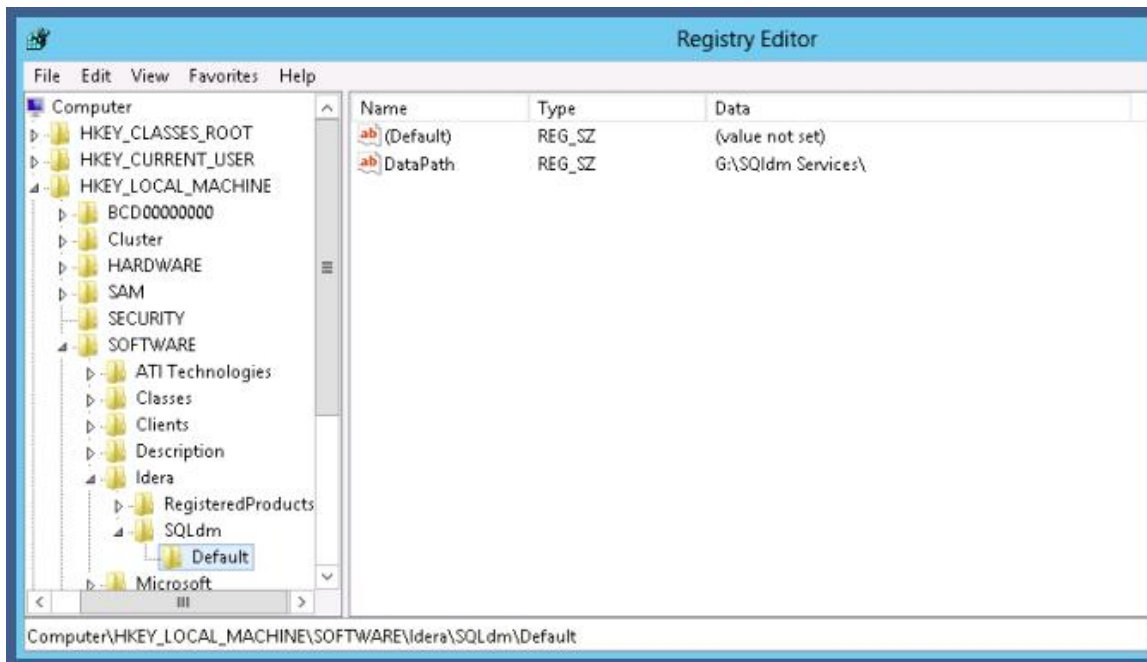 Registry Editor
File Edit View Favorites Help
Computer
HKEY_CLASSES_ROOT
HKEY_CURRENT_USER
HKEY_LOCAL_MACHINE
BCD00000000
Cluster
HARDWARE
SAM
SECURITY
SOFTWARE
ATI Technologies
Classes
Clients
Description
Idera
RegisteredProducts
SQLdm
Default
Microsoft
Name Type Data
ab (Default) REG_SZ (value not set)
ab DataPath REG_SZ G:\SQldm Services\
Computer\HKEY_LOCAL_MACHINE\SOFTWARE\Idera\SQLdm\Default